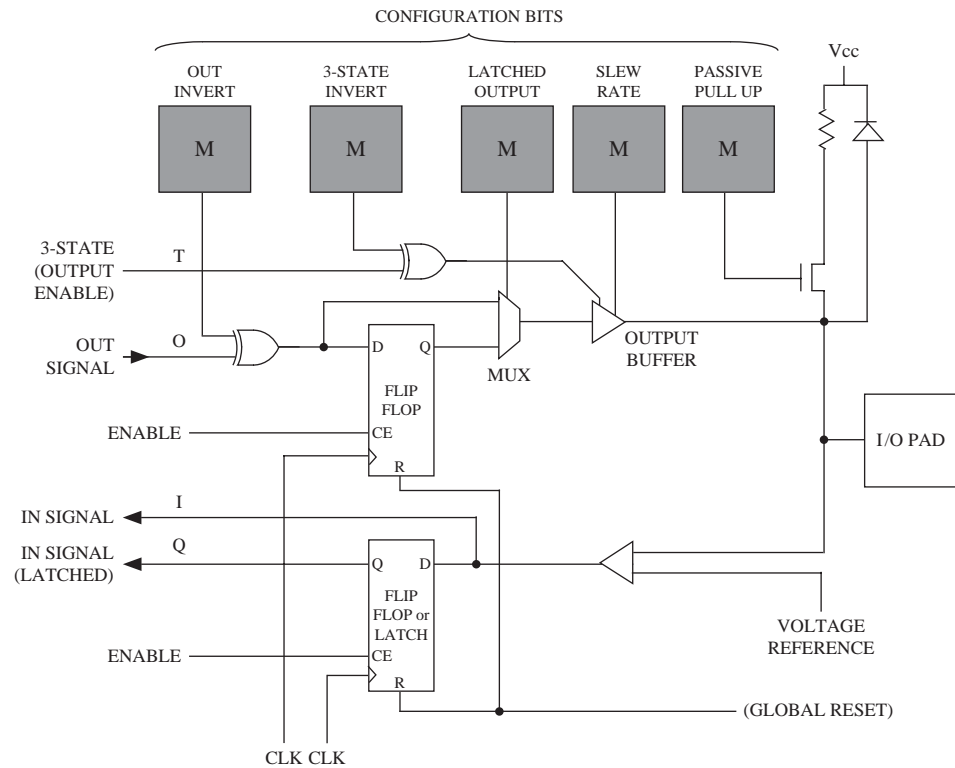 CONFIGURATION BITS
OUT
INVERT
3-STATE
INVERT
LATCHED
OUTPUT
SLEW
RATE
PASSIVE
PULL UP
Vcc
M
M
M
M
M
3-STATE
(OUTPUT
ENABLE)
T
OUT
SIGNAL
O
D
Q
FLIP
FLOP
CE
R
MUX
OUTPUT
BUFFER
ENABLE
I/O PAD
IN SIGNAL
I
IN SIGNAL
(LATCHED)
Q
Q
D
FLIP
FLOP or
LATCH
CE
R
ENABLE
VOLTAGE
REFERENCE
(GLOBAL RESET)
CLK
CLK